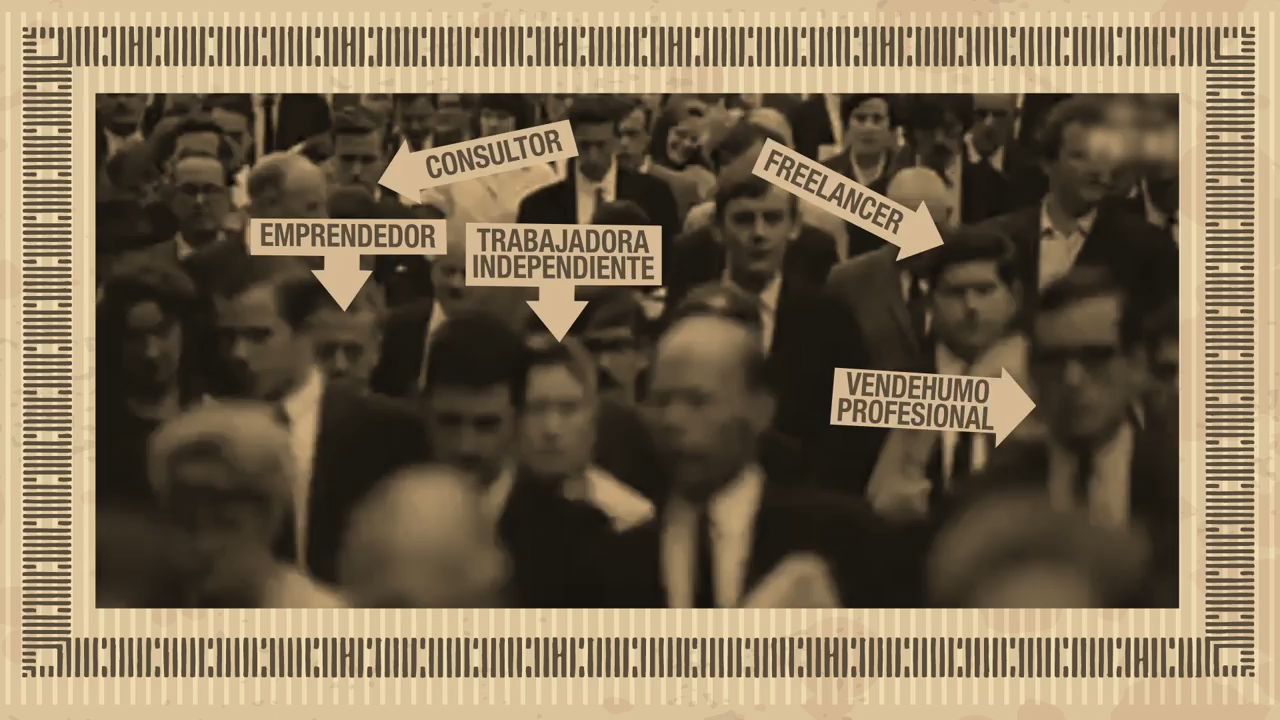 CONSULTOR
FREELANCER
EMPRENDEDOR
TRABAJADORA
INDEPENDIENTE
VENDEHUMO
PROFESIONAL